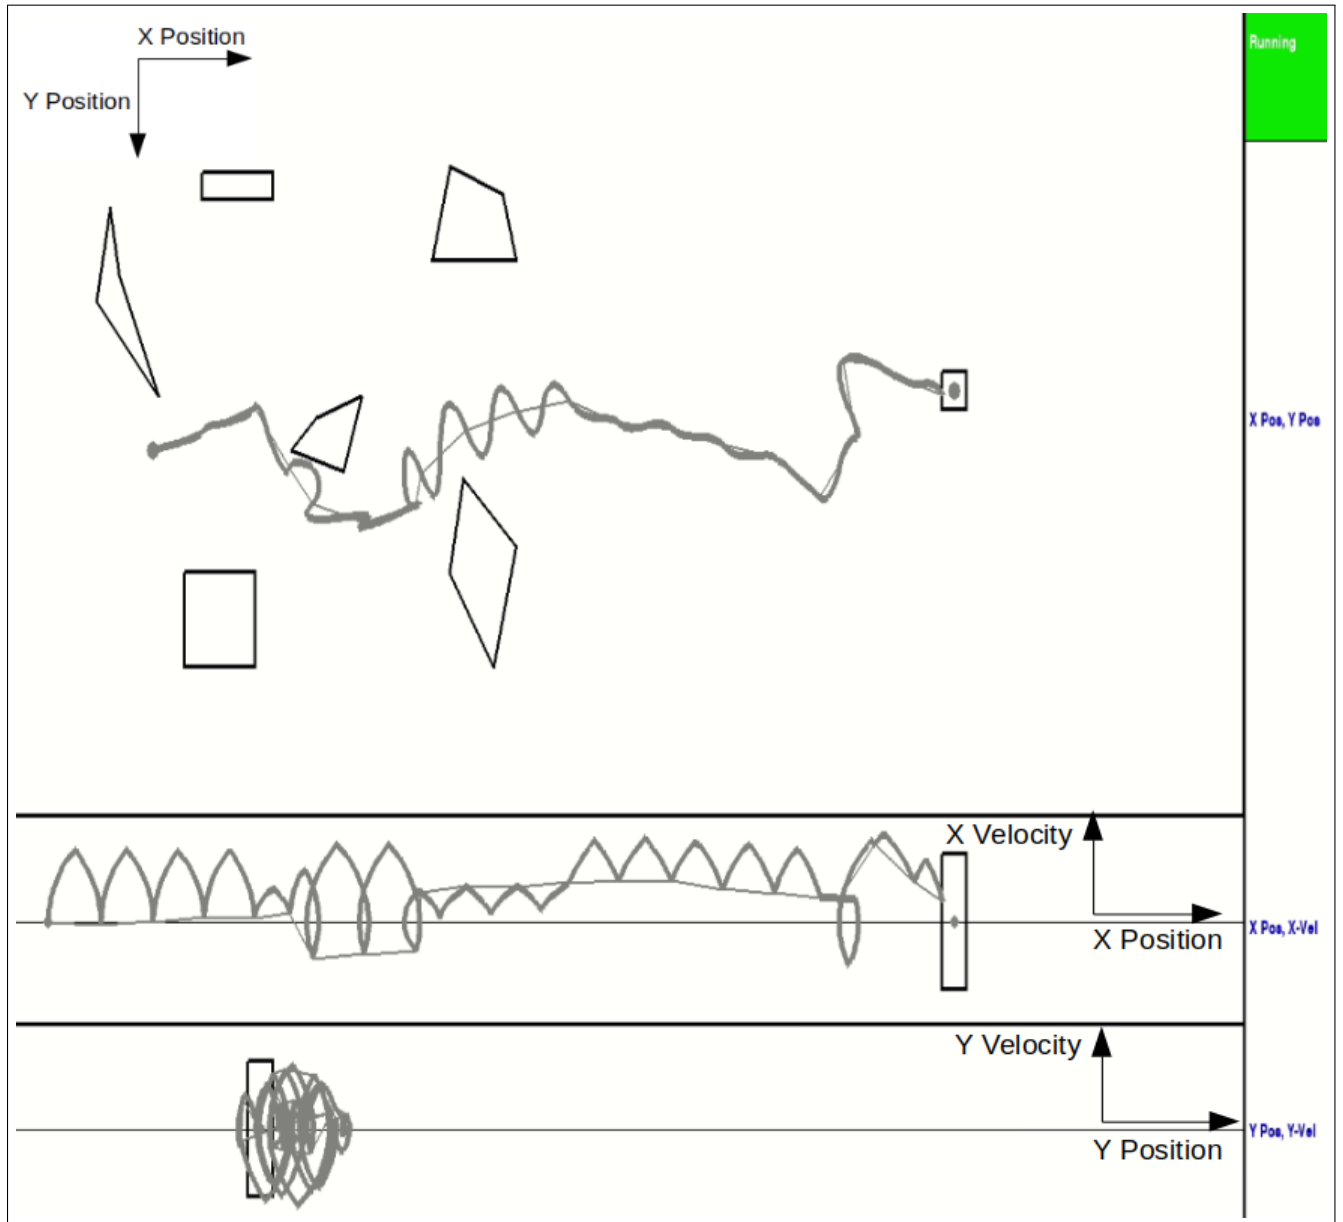 X Position
Running
Y Position
X Pos, Y Pos
X Velocity
X Pos, X-Vel
X Position
Y Velocity
Y Pos, Y-Vel
Y Position